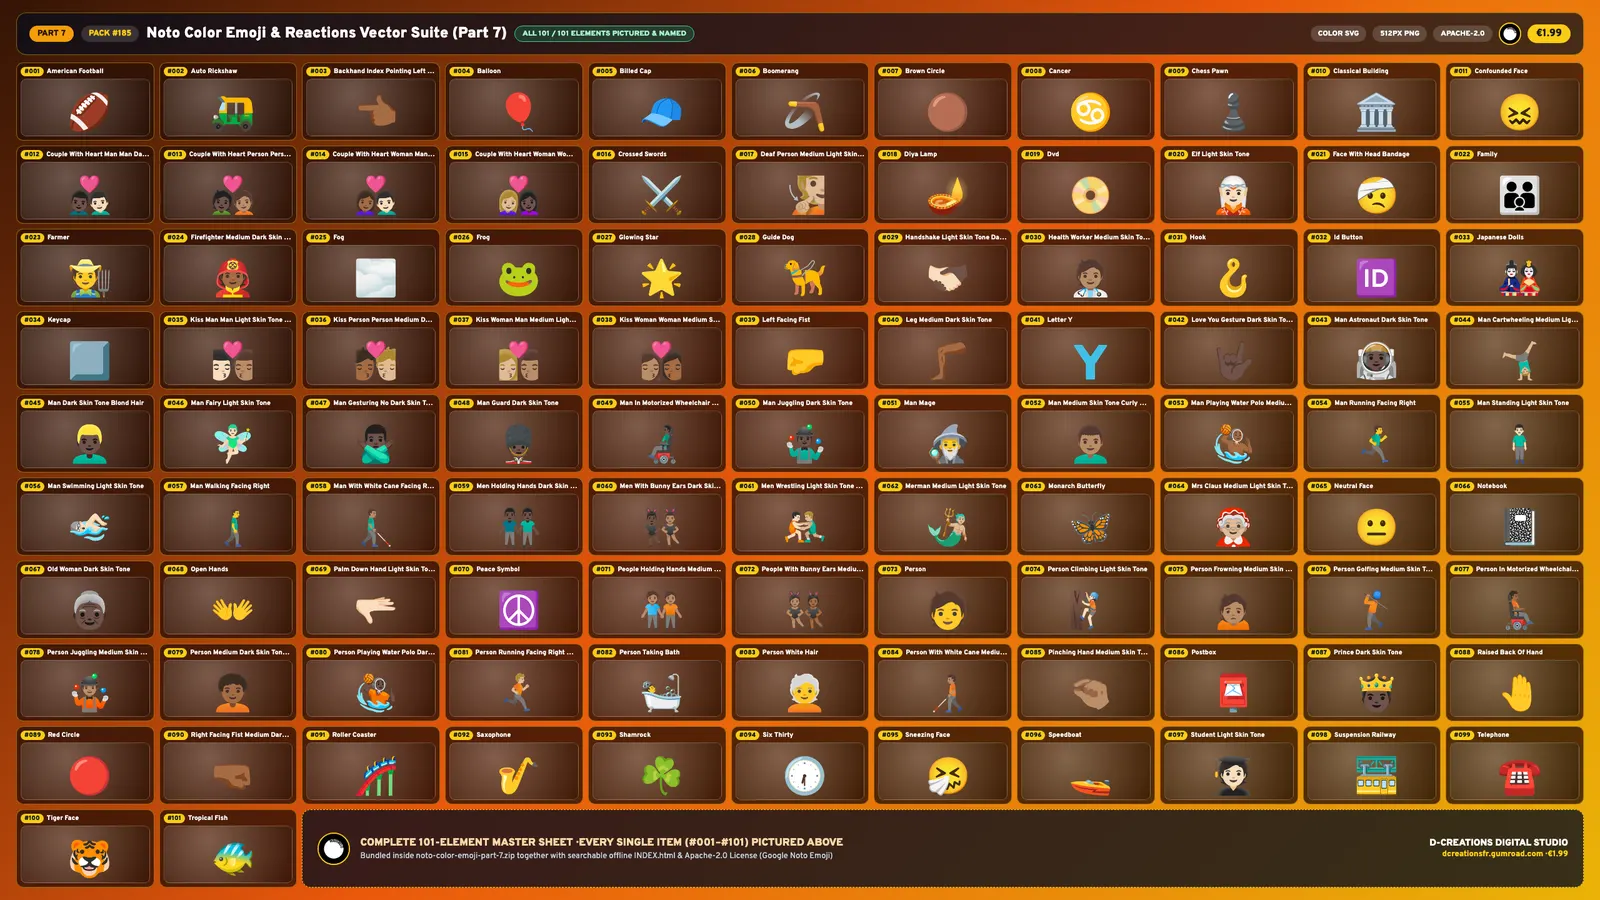 PART 7 PACK #185 Noto Color Emoji & Reactions Vector Suite (Part 7) ALL 101 / 101 ELEMENTS PICTURED & NAMED COLOR SVG 512PX PNG APACHE-2.0 €1.99
#001 American Football
#002 Auto Rickshaw
#003 Backhand Index Pointing Left ...
#004 Balloon
#005 Billed Cap
#006 Boomerang
#007 Brown Circle
#008 Cancer
#009 Chess Pawn
#010 Classical Building
#011 Confounded Face
#012 Couple With Heart Man Man Da...
#013 Couple With Heart Person Pers...
#014 Couple With Heart Woman Man...
#015 Couple With Heart Woman Wo...
#016 Crossed Swords
#017 Deaf Person Medium Light Skin...
#018 Diya Lamp
#019 Dvd
#020 Elf Light Skin Tone
#021 Face With Head Bandage
#022 Family
#023 Farmer
#024 Firefighter Medium Dark Skin ...
#025 Fog
#026 Frog
#027 Glowing Star
#028 Guide Dog
#029 Handshake Light Skin Tone Da...
#030 Health Worker Medium Skin To...
#031 Hook
#032 Id Button
ID
#033 Japanese Dolls
#034 Keycap
#035 Kiss Man Man Light Skin Tone ...
#036 Kiss Person Person Medium D...
#037 Kiss Woman Man Medium Ligh...
#038 Kiss Woman Woman Medium S...
#039 Left Facing Fist
#040 Leg Medium Dark Skin Tone
#041 Letter Y
Y
#042 Love You Gesture Dark Skin To...
#043 Man Astronaut Dark Skin Tone
#044 Man Cartwheeling Medium Lig...
#045 Man Dark Skin Tone Blond Hair
#046 Man Fairy Light Skin Tone
#047 Man Gesturing No Dark Skin T...
#048 Man Guard Dark Skin Tone
#049 Man In Motorized Wheelchair ...
#050 Man Juggling Dark Skin Tone
#051 Man Mage
#052 Man Medium Skin Tone Curly ...
#053 Man Playing Water Polo Mediu...
#054 Man Running Facing Right
#055 Man Standing Light Skin Tone
#056 Man Swimming Light Skin Tone
#057 Man Walking Facing Right
#058 Man With White Cane Facing R...
#059 Men Holding Hands Dark Skin ...
#060 Men With Bunny Ears Dark Ski...
#061 Men Wrestling Light Skin Tone ...
#062 Merman Medium Light Skin Tone
#063 Monarch Butterfly
#064 Mrs Claus Medium Light Skin T...
#065 Neutral Face
#066 Notebook
#067 Old Woman Dark Skin Tone
#068 Open Hands
#069 Palm Down Hand Light Skin To...
#070 Peace Symbol
#071 People Holding Hands Medium ...
#072 People With Bunny Ears Mediu...
#073 Person
#074 Person Climbing Light Skin Tone
#075 Person Frowning Medium Skin ...
#076 Person Golfing Medium Skin T...
#077 Person In Motorized Wheelchai...
#078 Person Juggling Medium Skin ...
#079 Person Medium Dark Skin Ton...
#080 Person Playing Water Polo Dar...
#081 Person Running Facing Right ...
#082 Person Taking Bath
#083 Person White Hair
#084 Person With White Cane Mediu...
#085 Pinching Hand Medium Skin T...
#086 Postbox
#087 Prince Dark Skin Tone
#088 Raised Back Of Hand
#089 Red Circle
#090 Right Facing Fist Medium Dar...
#091 Roller Coaster
#092 Saxophone
#093 Shamrock
#094 Six Thirty
#095 Sneezing Face
#096 Speedboat
#097 Student Light Skin Tone
#098 Suspension Railway
#099 Telephone
#100 Tiger Face
#101 Tropical Fish
COMPLETE 101-ELEMENT MASTER SHEET ·EVERY SINGLE ITEM (#001–#101) PICTURED ABOVE
Bundled inside noto-color-emoji-part-7.zip together with searchable offline INDEX.html & Apache-2.0 License (Google Noto Emoji)
D-CREATIONS DIGITAL STUDIO
dcreationsfr.gumroad.com ·€1.99